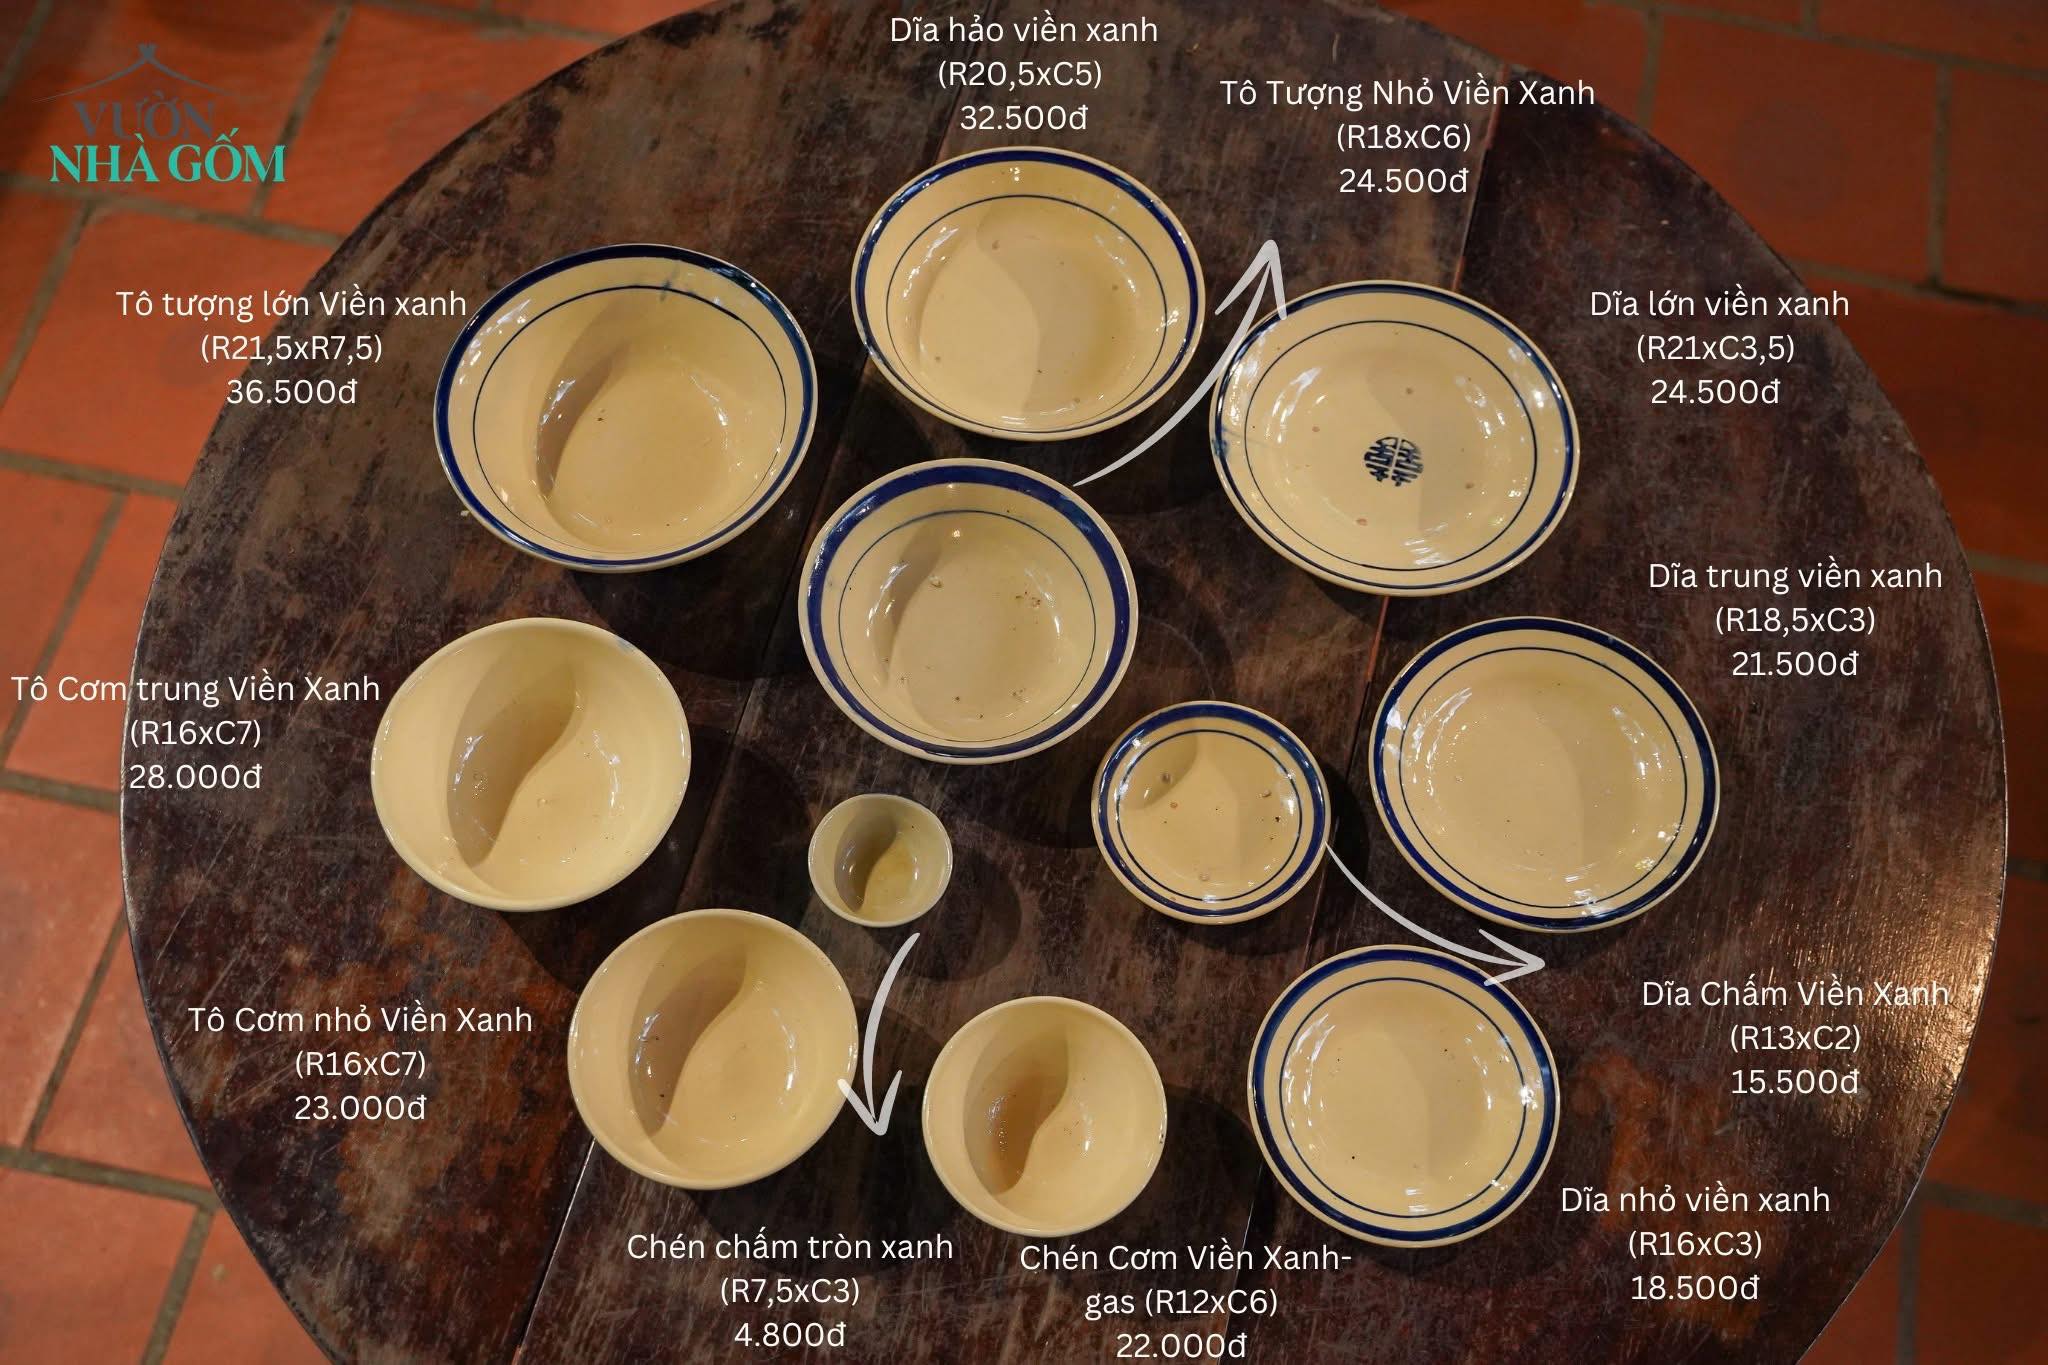 VƯỜN
NHÀ GỐM
Dĩa hảo viền xanh
(R20,5xC5)
32.500đ
Tô Tượng Nhỏ Viền Xanh
(R18xC6)
24.500đ
Tô tượng lớn Viền xanh
(R21,5xR7,5)
36.500đ
Dĩa lớn viền xanh
(R21xC3,5)
24.500đ
Dĩa trung viền xanh
(R18,5xC3)
21.500đ
Tô Cơm trung Viền Xanh
(R16xC7)
28.000đ
Dĩa Chấm Viền Xanh
(R13xC2)
15.500đ
Tô Cơm nhỏ Viền Xanh
(R16xC7)
23.000đ
Dĩa nhỏ viền xanh
(R16xC3)
18.500đ
Chén chấm tròn xanh
(R7,5xC3)
4.800đ
Chén Cơm Viền Xanh-
gas (R12xC6)
22.000đ